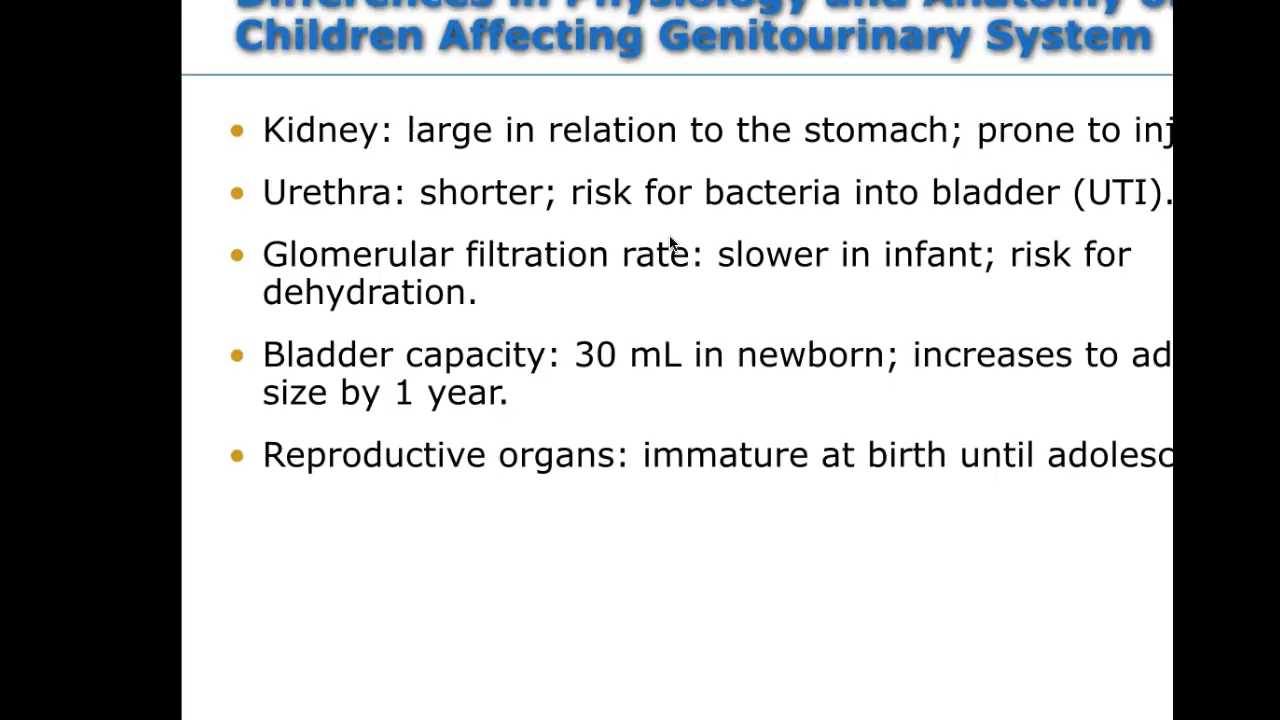 Differences in Physiology and Anatomy of
Children Affecting Genitourinary System
• Kidney: large in relation to the stomach; prone to inj
• Urethra: shorter; risk for bacteria into bladder (UTI).
• Glomerular filtration rate: slower in infant; risk for
dehydration.
• Bladder capacity: 30 mL in newborn; increases to ad
size by 1 year.
• Reproductive organs: immature at birth until adolesc